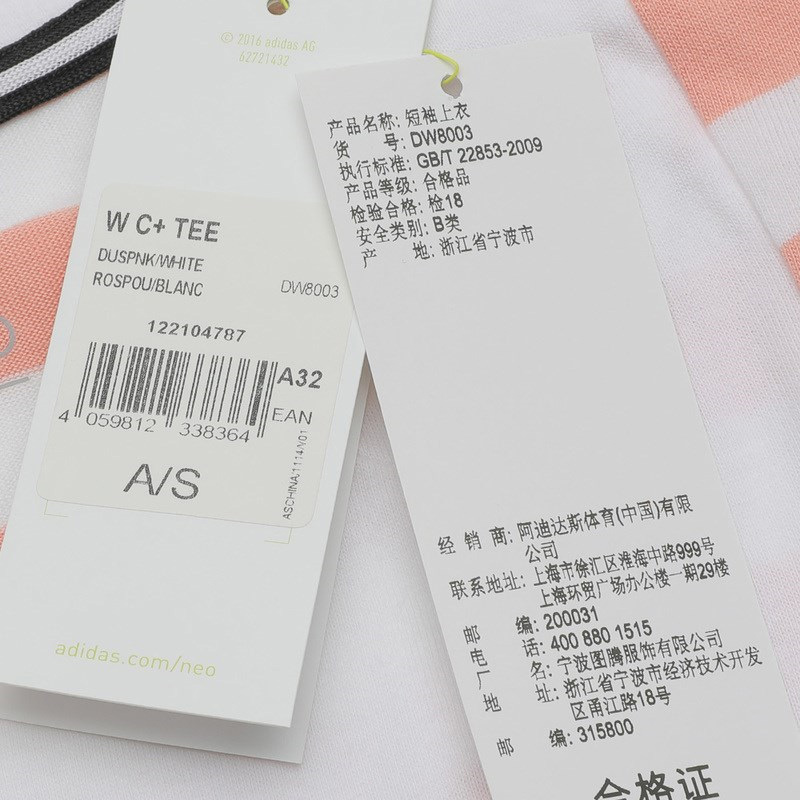 © 2016 adidas AG
62721432
W C+ TEE
DUSPNK/WHITE
ROSPOU/BLANC DW8003
122104787
A32
4 059812 338364 EAN
ASCHINA/1114/V01
A/S
adidas.com/neo
产品名称: 短袖上衣
货 号: DW8003
执行标准: GB/T 22853-2009
产品等级: 合格品
检验合格: 检18
安全类别: B类
产 地: 浙江省宁波市
经 销 商: 阿迪达斯体育(中国)有限
公司
联系地址: 上海市徐汇区淮海中路999号
上海环贸广场办公楼一期29楼
邮 编: 200031
电 话: 400 880 1515
厂 名: 宁波图腾服饰有限公司
地 址: 浙江省宁波市经济技术开发
区甬江路18号
邮 编: 315800
合格证